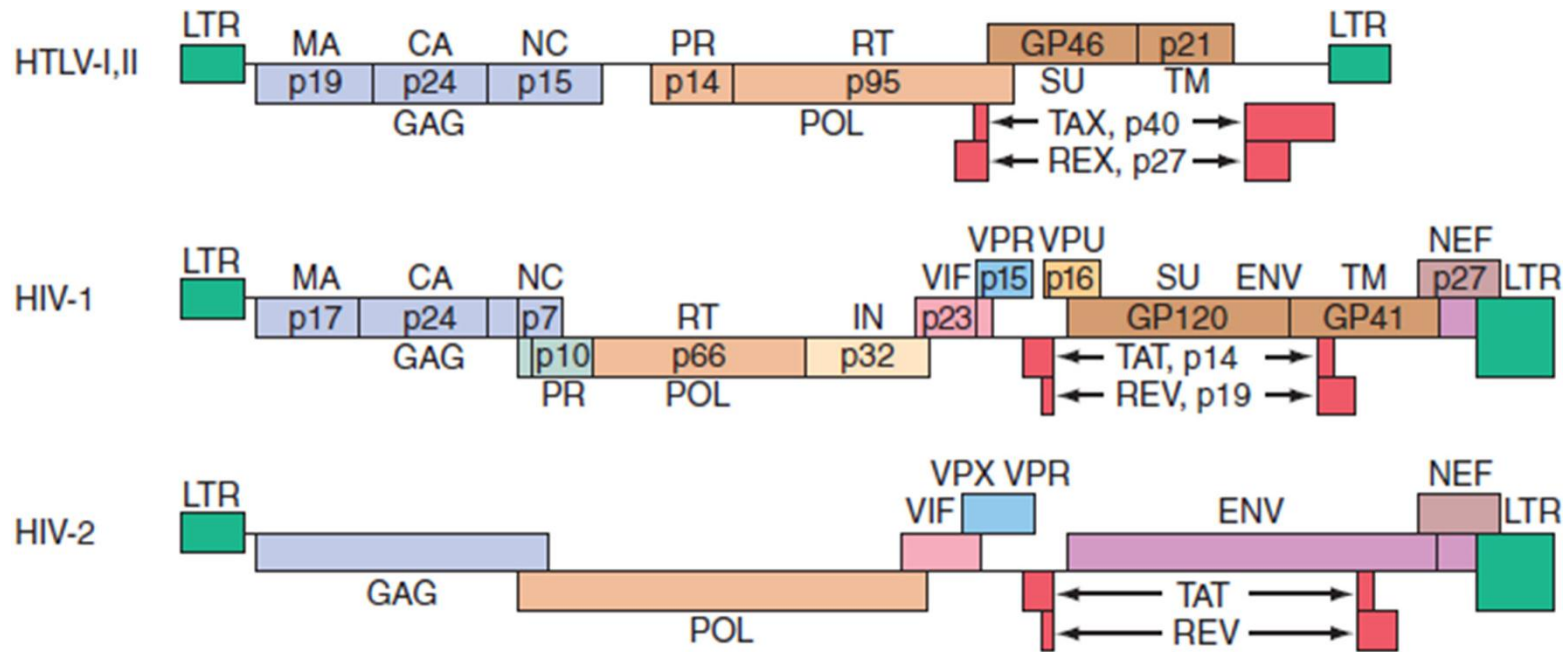 LTR LTR
MA CA NC PR RT GP46 p21
HTLV-I,II
p19 p24 p15 p14 p95 SU TM
GAG POL TAX, p40
REX, p27
VPR VPU NEF
LTR MA CA NC VIF p15 p16 SU ENV TM p27 LTR
HIV-1
p17 p24 p7 RT IN p23 GP120 GP41
GAG p10 p66 p32 TAT, p14
PR POL REV, p19
VPX VPR NEF
LTR VIF ENV LTR
HIV-2
GAG TAT
POL REV